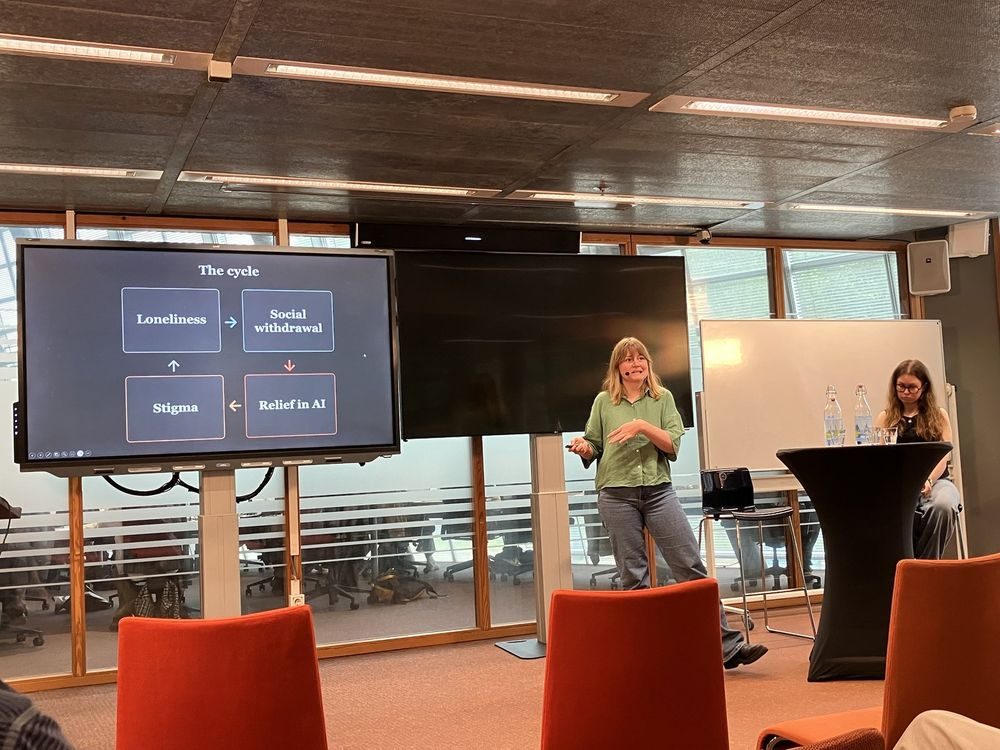 The cycle
Loneliness
Social
withdrawal
Stigma
Relief in AI